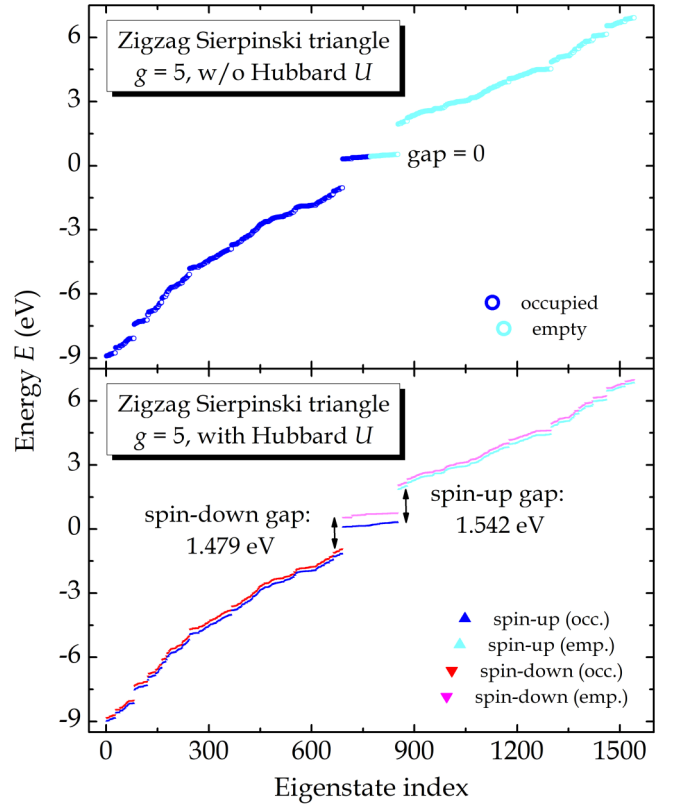 Zigzag Sierpinski triangle
g = 5, w/o Hubbard U
gap = 0
occupied
empty
6
3
0
-3
-6
-9
Energy E (eV)
Zigzag Sierpinski triangle
g = 5, with Hubbard U
spin-down gap:
1.479 eV
spin-up gap:
1.542 eV
spin-up (occ.)
spin-up (emp.)
spin-down (occ.)
spin-down (emp.)
6
3
0
-3
-6
-9
0 300 600 900 1200 1500
Eigenstate index